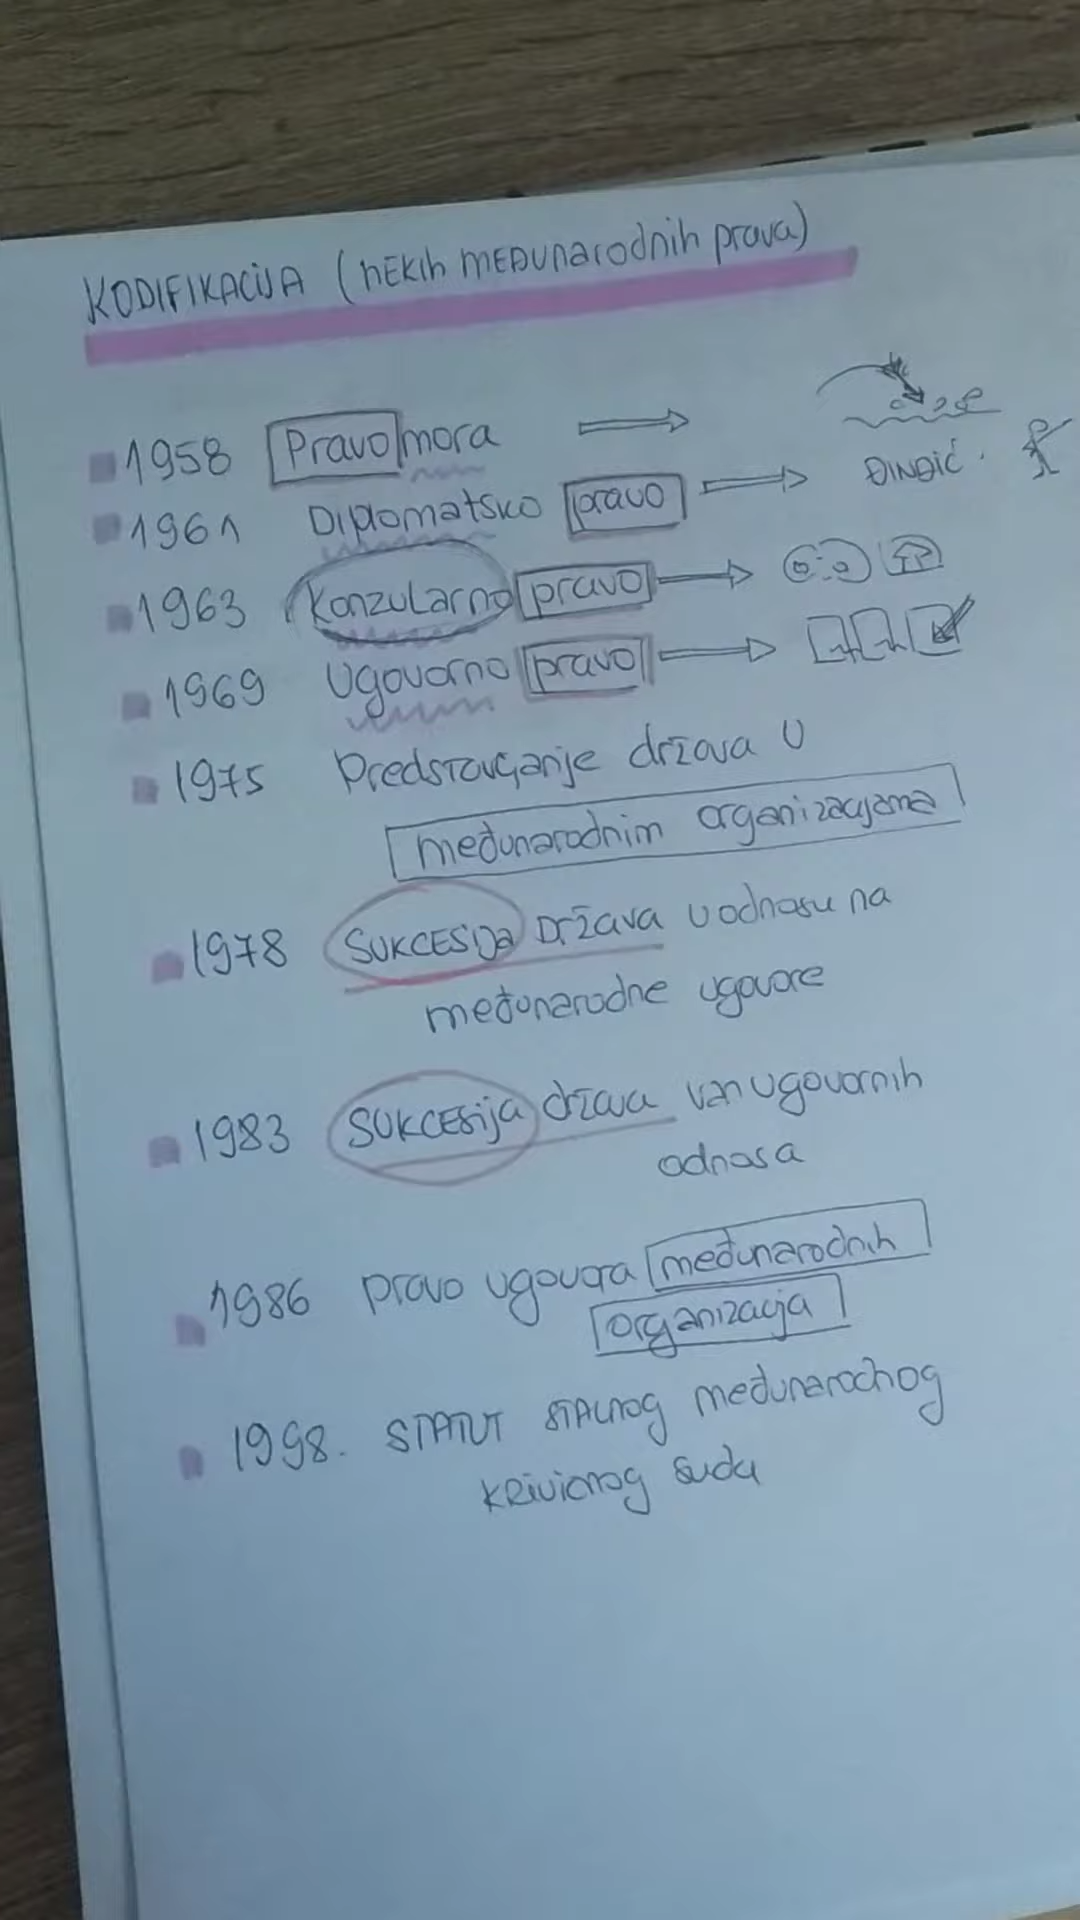 KODIFIKACIJA (nEKih MEĐUnarodnih prava)
1958 Pravo mora
1961 Diplomatsko pravo ĐINĐIĆ.
1963 Konzularno pravo
1969 Ugovorno pravo
1975 Predstavljanje država U
međunarodnim organizacijama
1978 SUKCESIJa Država u odnosu na
međunarodne ugovore
1983 SUKCESija država van ugovornih
odnosa
1986 pravo ugovora međunarodnih
organizacija
1998. STATUT STALNOg međunarodnog
KRivičnog Suda